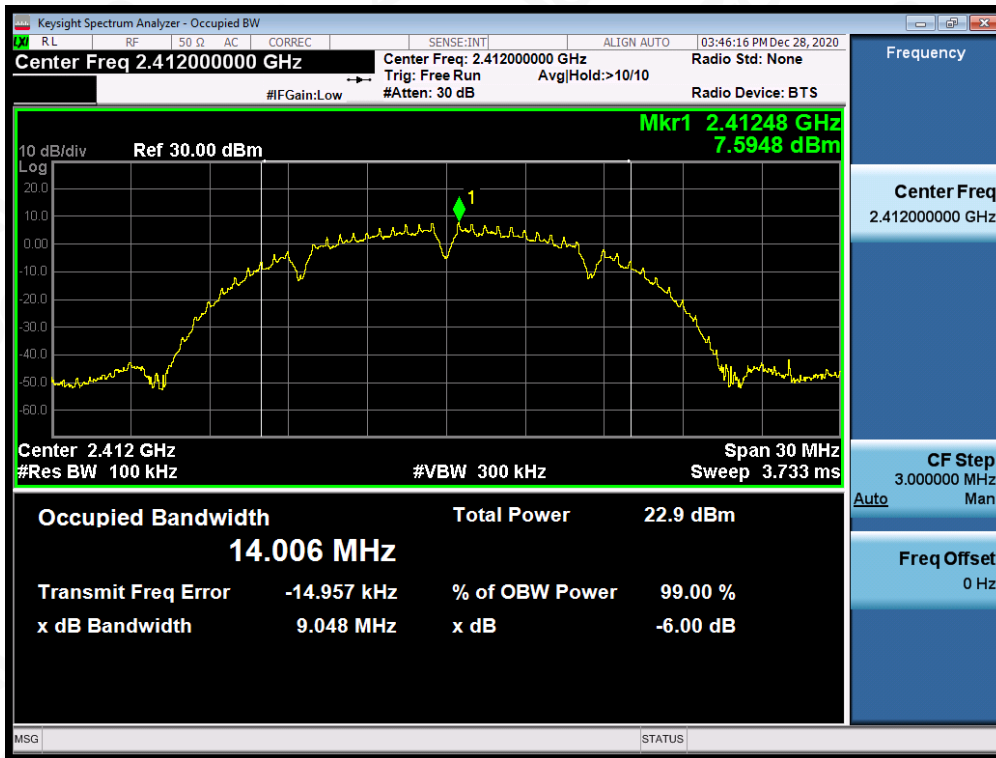 Keysight Spectrum Analyzer - Occupied BW
LXI RL RF 50 Ω AC CORREC SENSE:INT ALIGN AUTO 03:46:16 PM Dec 28, 2020
Center Freq 2.412000000 GHz
Center Freq: 2.412000000 GHz Radio Std: None
Trig: Free Run Avg|Hold:>10/10
#IFGain:Low #Atten: 30 dB Radio Device: BTS
Mkr1 2.41248 GHz
7.5948 dBm
10 dB/div Ref 30.00 dBm
Log
20.0
1
10.0
0.00
-10.0
-20.0
-30.0
-40.0
-50.0
-60.0
Center 2.412 GHz Span 30 MHz
#Res BW 100 kHz #VBW 300 kHz Sweep 3.733 ms
Occupied Bandwidth Total Power 22.9 dBm
14.006 MHz
Transmit Freq Error -14.957 kHz % of OBW Power 99.00 %
x dB Bandwidth 9.048 MHz x dB -6.00 dB
MSG STATUS
Frequency
Center Freq
2.412000000 GHz
CF Step
3.000000 MHz
Auto Man
Freq Offset
0 Hz